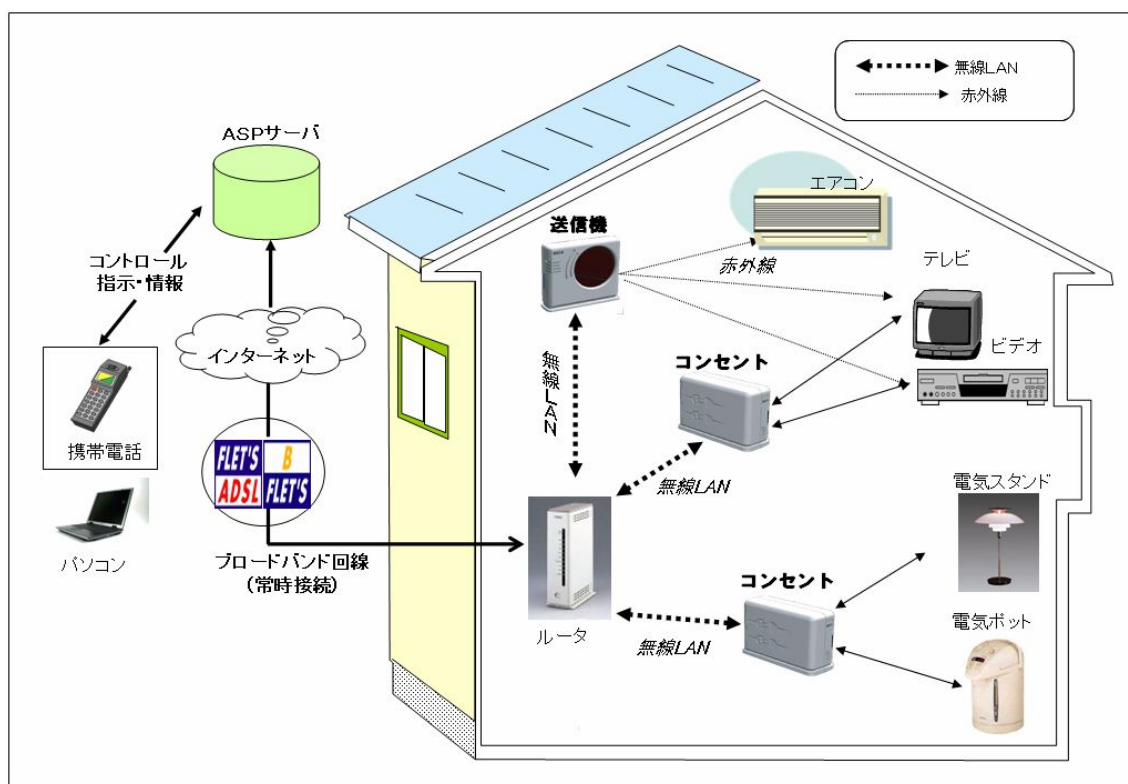 無線LAN
赤外線
ASPサーバ
エアコン
送信機
赤外線
テレビ
コントロール
指示・情報
インターネット
無線LAN
コンセント
ビデオ
携帯電話
FLET'S
ADSL
B
FLET'S
無線LAN
電気スタンド
パソコン
ブロードバンド回線
(常時接続)
コンセント
ルータ
無線LAN
電気ポット